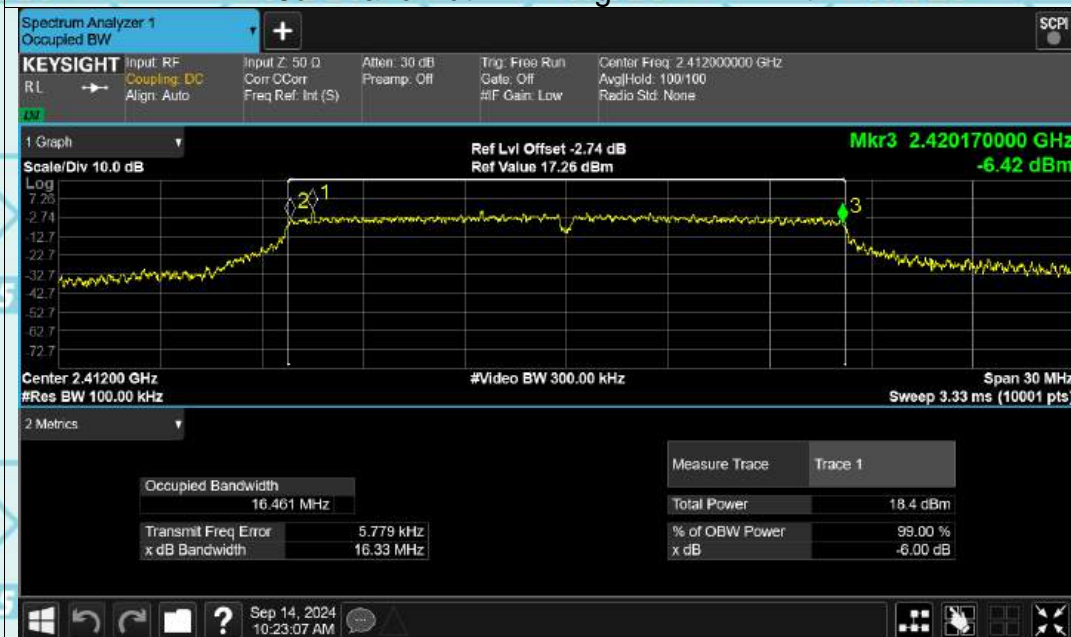 Spectrum Analyzer 1
Occupied BW
+
SCPI
KEYSIGHT
RL
LXI
Input: RF
Coupling: DC
Align: Auto
Input Z: 50 Ω
Corr CCorr
Freq Ref: Int (S)
Atten: 30 dB
Preamp: Off
Trig: Free Run
Gate: Off
#IF Gain: Low
Center Freq: 2.412000000 GHz
Avg|Hold: 100/100
Radio Std: None
1 Graph
Scale/Div 10.0 dB
Ref Lvl Offset -2.74 dB
Ref Value 17.26 dBm
Mkr3 2.420170000 GHz
-6.42 dBm
Log
7.26
-2.74
-12.7
-22.7
-32.7
-42.7
-52.7
-62.7
-72.7
2
1
3
Center 2.41200 GHz
#Video BW 300.00 kHz
Span 30 MHz
#Res BW 100.00 kHz
Sweep 3.33 ms (10001 pts)
2 Metrics
Measure Trace Trace 1
Occupied Bandwidth
16.461 MHz
Total Power 18.4 dBm
Transmit Freq Error 5.779 kHz
% of OBW Power 99.00 %
x dB Bandwidth 16.33 MHz
x dB -6.00 dB
?
Sep 14, 2024
10:23:07 AM